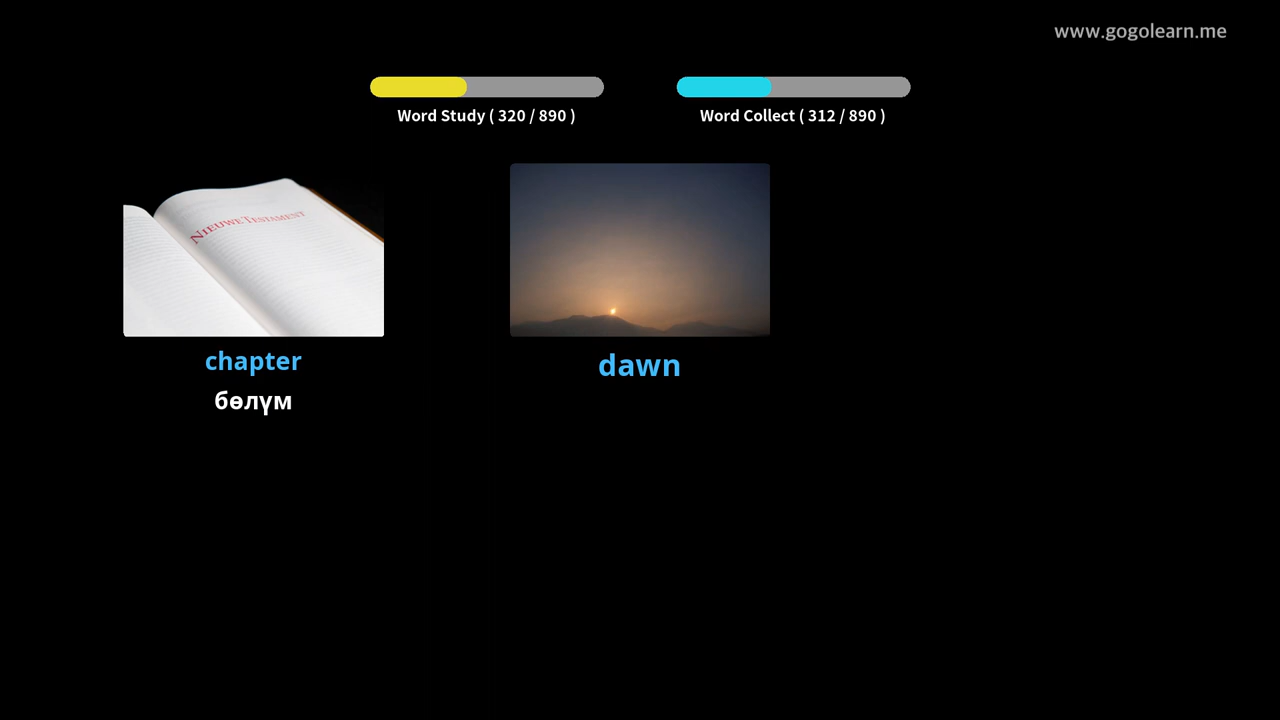 www.gogolearn.me
Word Study ( 320 / 890 )
Word Collect ( 312 / 890 )
NIEUWE TESTAMENT
chapter
бөлүм
dawn